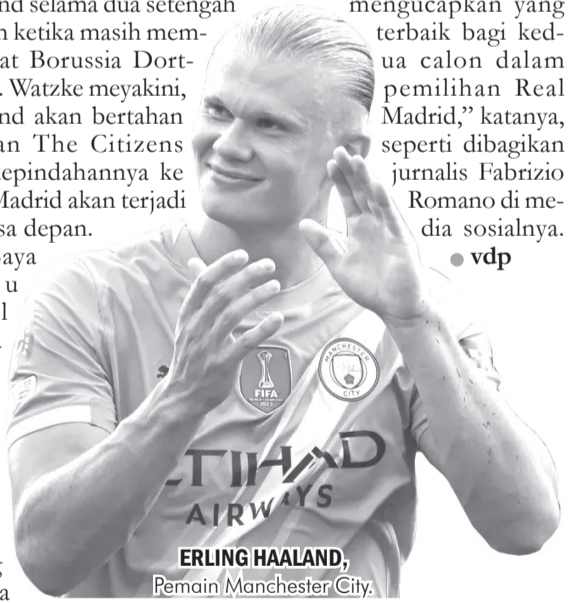 nd selama dua setengah
ketika masih mem-
at Borussia Dort-
Watzke meyakini,
nd akan bertahan
an The Citizens
epindahannya ke
Madrid akan terjadi
sa depan.
aya
u
l
a
mengucapkan yang
terbaik bagi ked-
ua calon dalam
pemilihan Real
Madrid,” katanya,
seperti dibagikan
jurnalis Fabrizio
Romano di me-
dia sosialnya.
● vdp
FIFA
MANCHESTER
CITY
ETIHAD
AIRWAYS
ERLING HAALAND,
Pemain Manchester City.